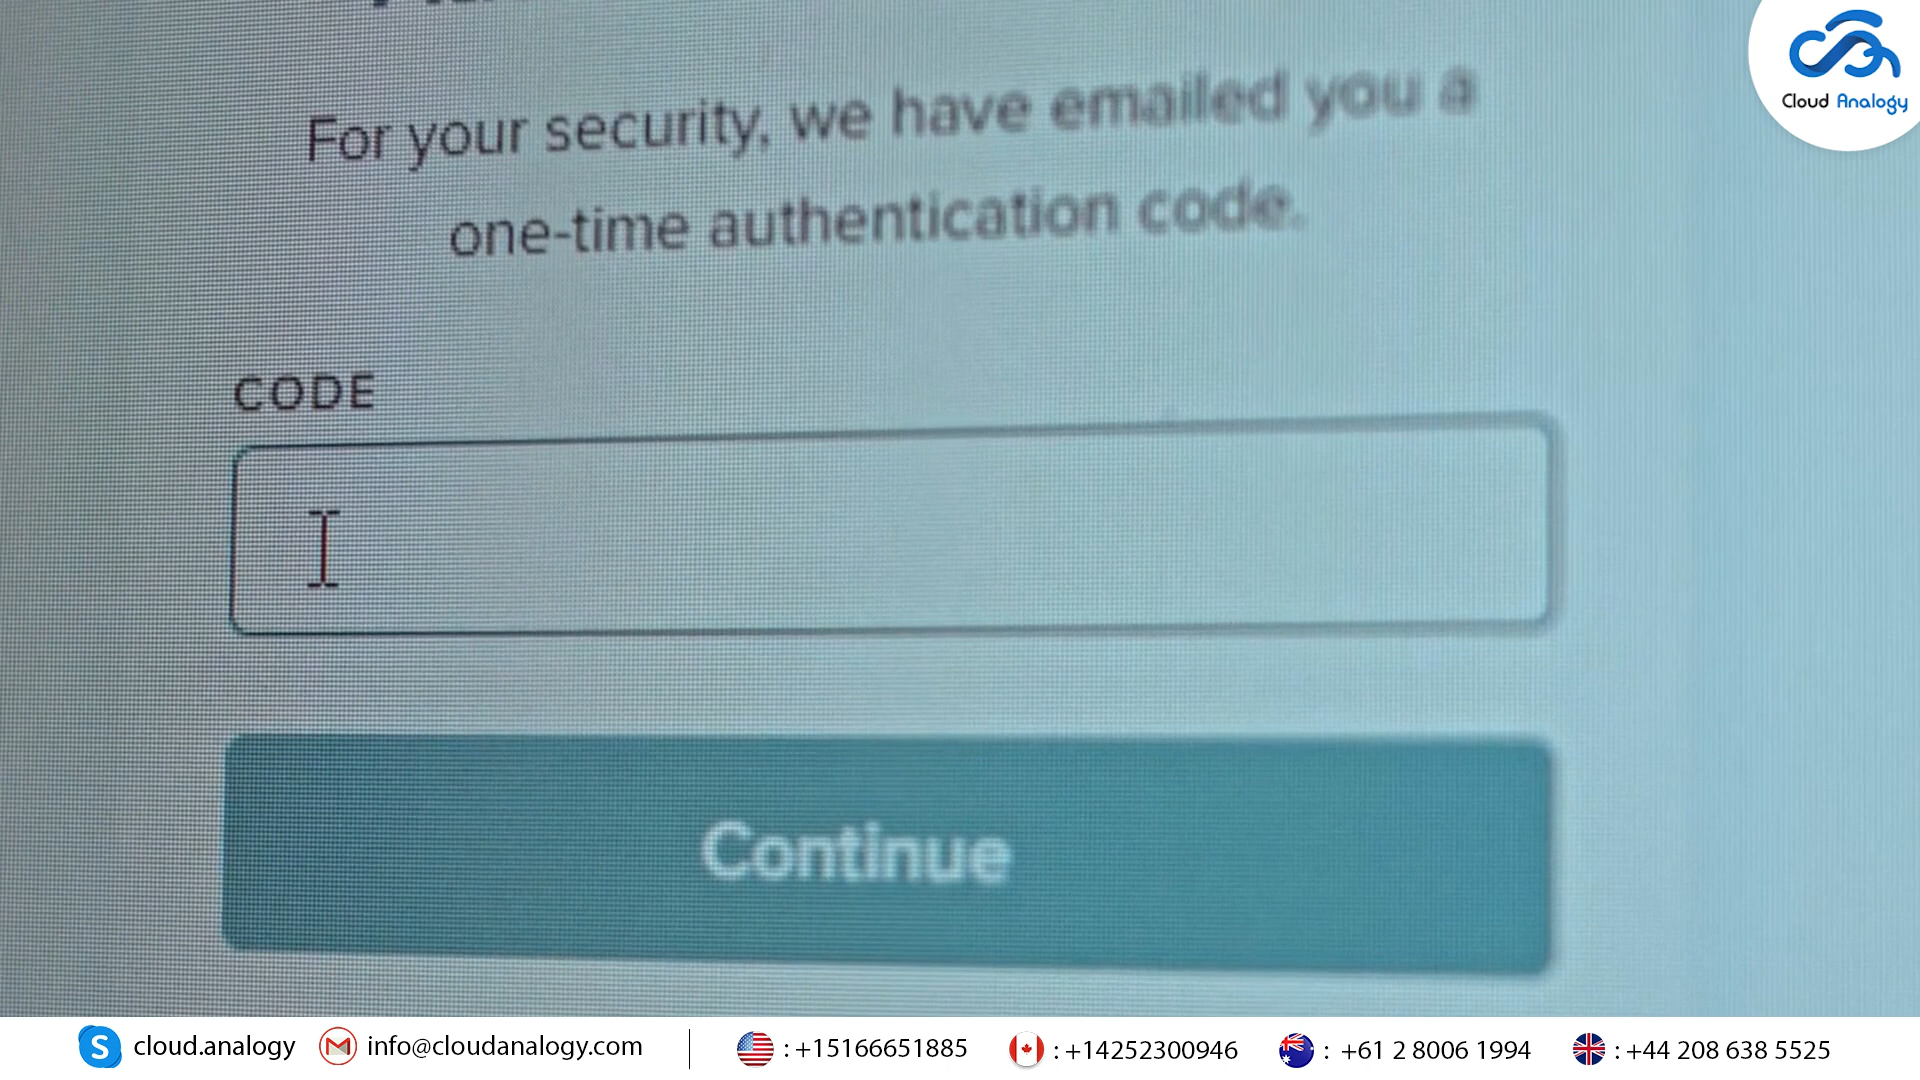 For your security, we have emailed you a
one-time authentication code.
CODE
Continue
Cloud Analogy
cloud.analogy info@cloudanalogy.com : +15166651885 : +14252300946 : +61 2 8006 1994 : +44 208 638 5525